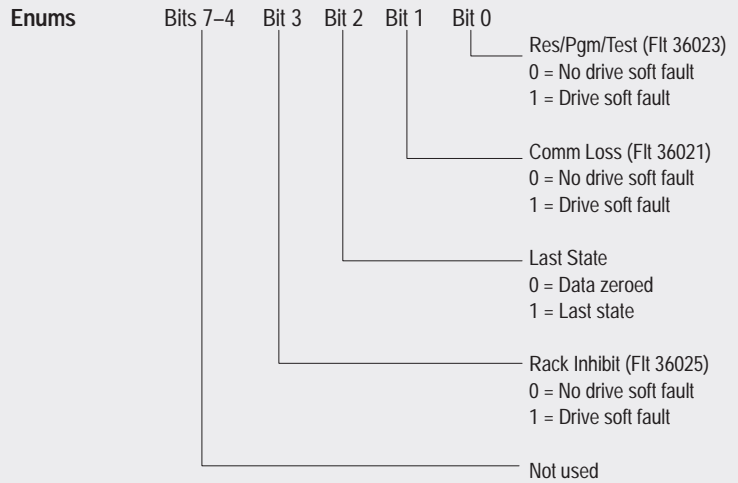 Enums Bits 7–4 Bit 3 Bit 2 Bit 1 Bit 0
Res/Pgm/Test (Flt 36023)
0 = No drive soft fault
1 = Drive soft fault
Comm Loss (Flt 36021)
0 = No drive soft fault
1 = Drive soft fault
Last State
0 = Data zeroed
1 = Last state
Rack Inhibit (Flt 36025)
0 = No drive soft fault
1 = Drive soft fault
Not used